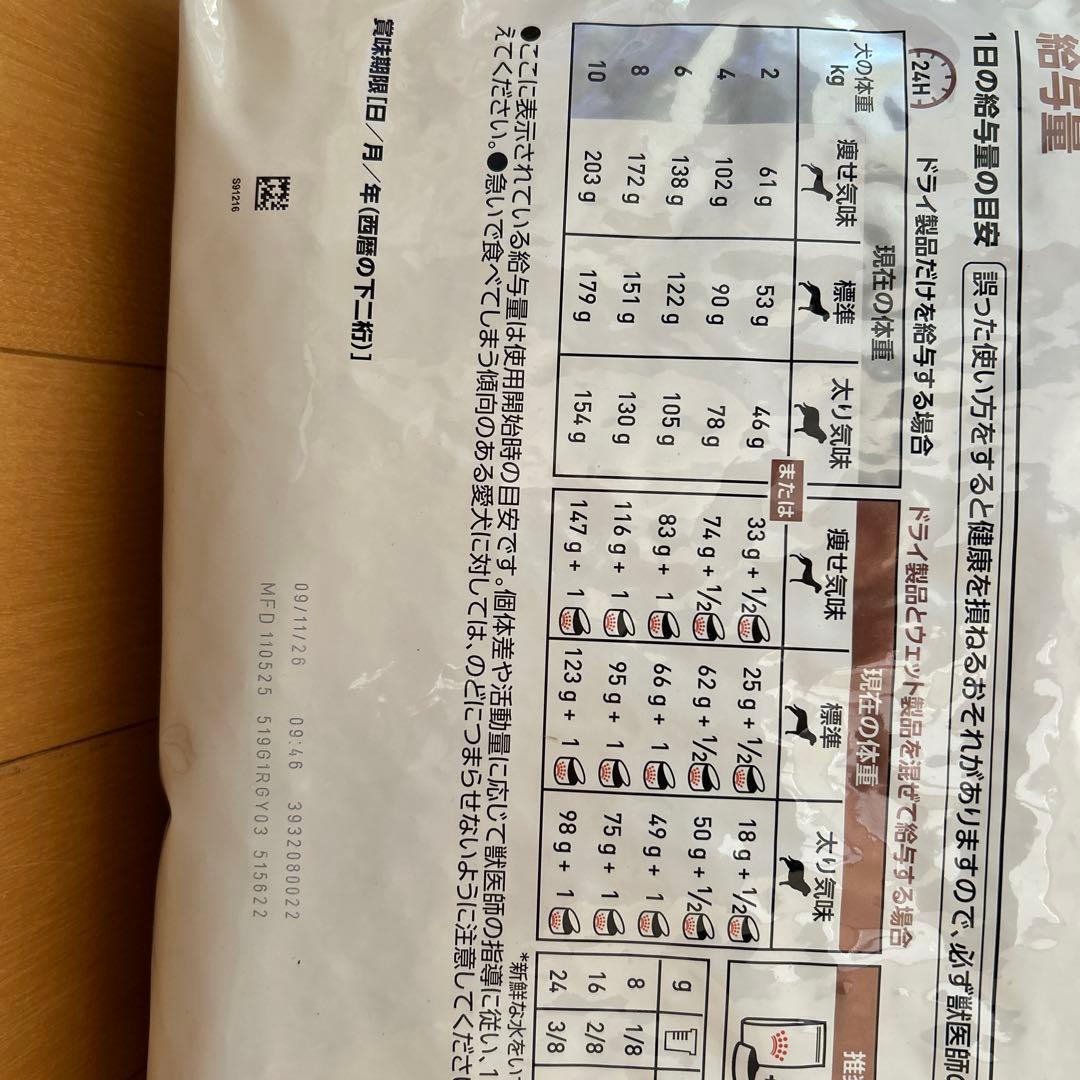 給与量
1日の給与量の目安 誤った使い方をすると健康を損ねるおそれがありますので、必ず獣医師
24H ドライ製品だけを給与する場合 ドライ製品とウェット製品を混ぜて給与する場合
犬の体重 kg 現在の体重 現在の体重
痩せ気味 標準 太り気味 または 痩せ気味 標準 太り気味
2 61 g 53 g 46 g 33 g + 1/2 25 g + 1/2 18 g + 1/2
4 102 g 90 g 78 g 74 g + 1/2 62 g + 1/2 50 g + 1/2
6 138 g 122 g 105 g 83 g + 1 66 g + 1 49 g + 1
8 172 g 151 g 130 g 116 g + 1 95 g + 1 75 g + 1
10 203 g 179 g 154 g 147 g + 1 123 g + 1 98 g + 1
推
g
8 1/8
16 2/8
24 3/8
*新鮮な水をい
●ここに表示されている給与量は使用開始時の目安です。個体差や活動量に応じて獣医師の指導に従い、1
えてください。●急いで食べてしまう傾向のある愛犬に対しては、のどにつまらせないように注意してくださ
賞味期限[日/月/年(西暦の下二桁)]
S91216
09/11/26 09:46 3932080022
MFD 110525 519G1RGY03 515622